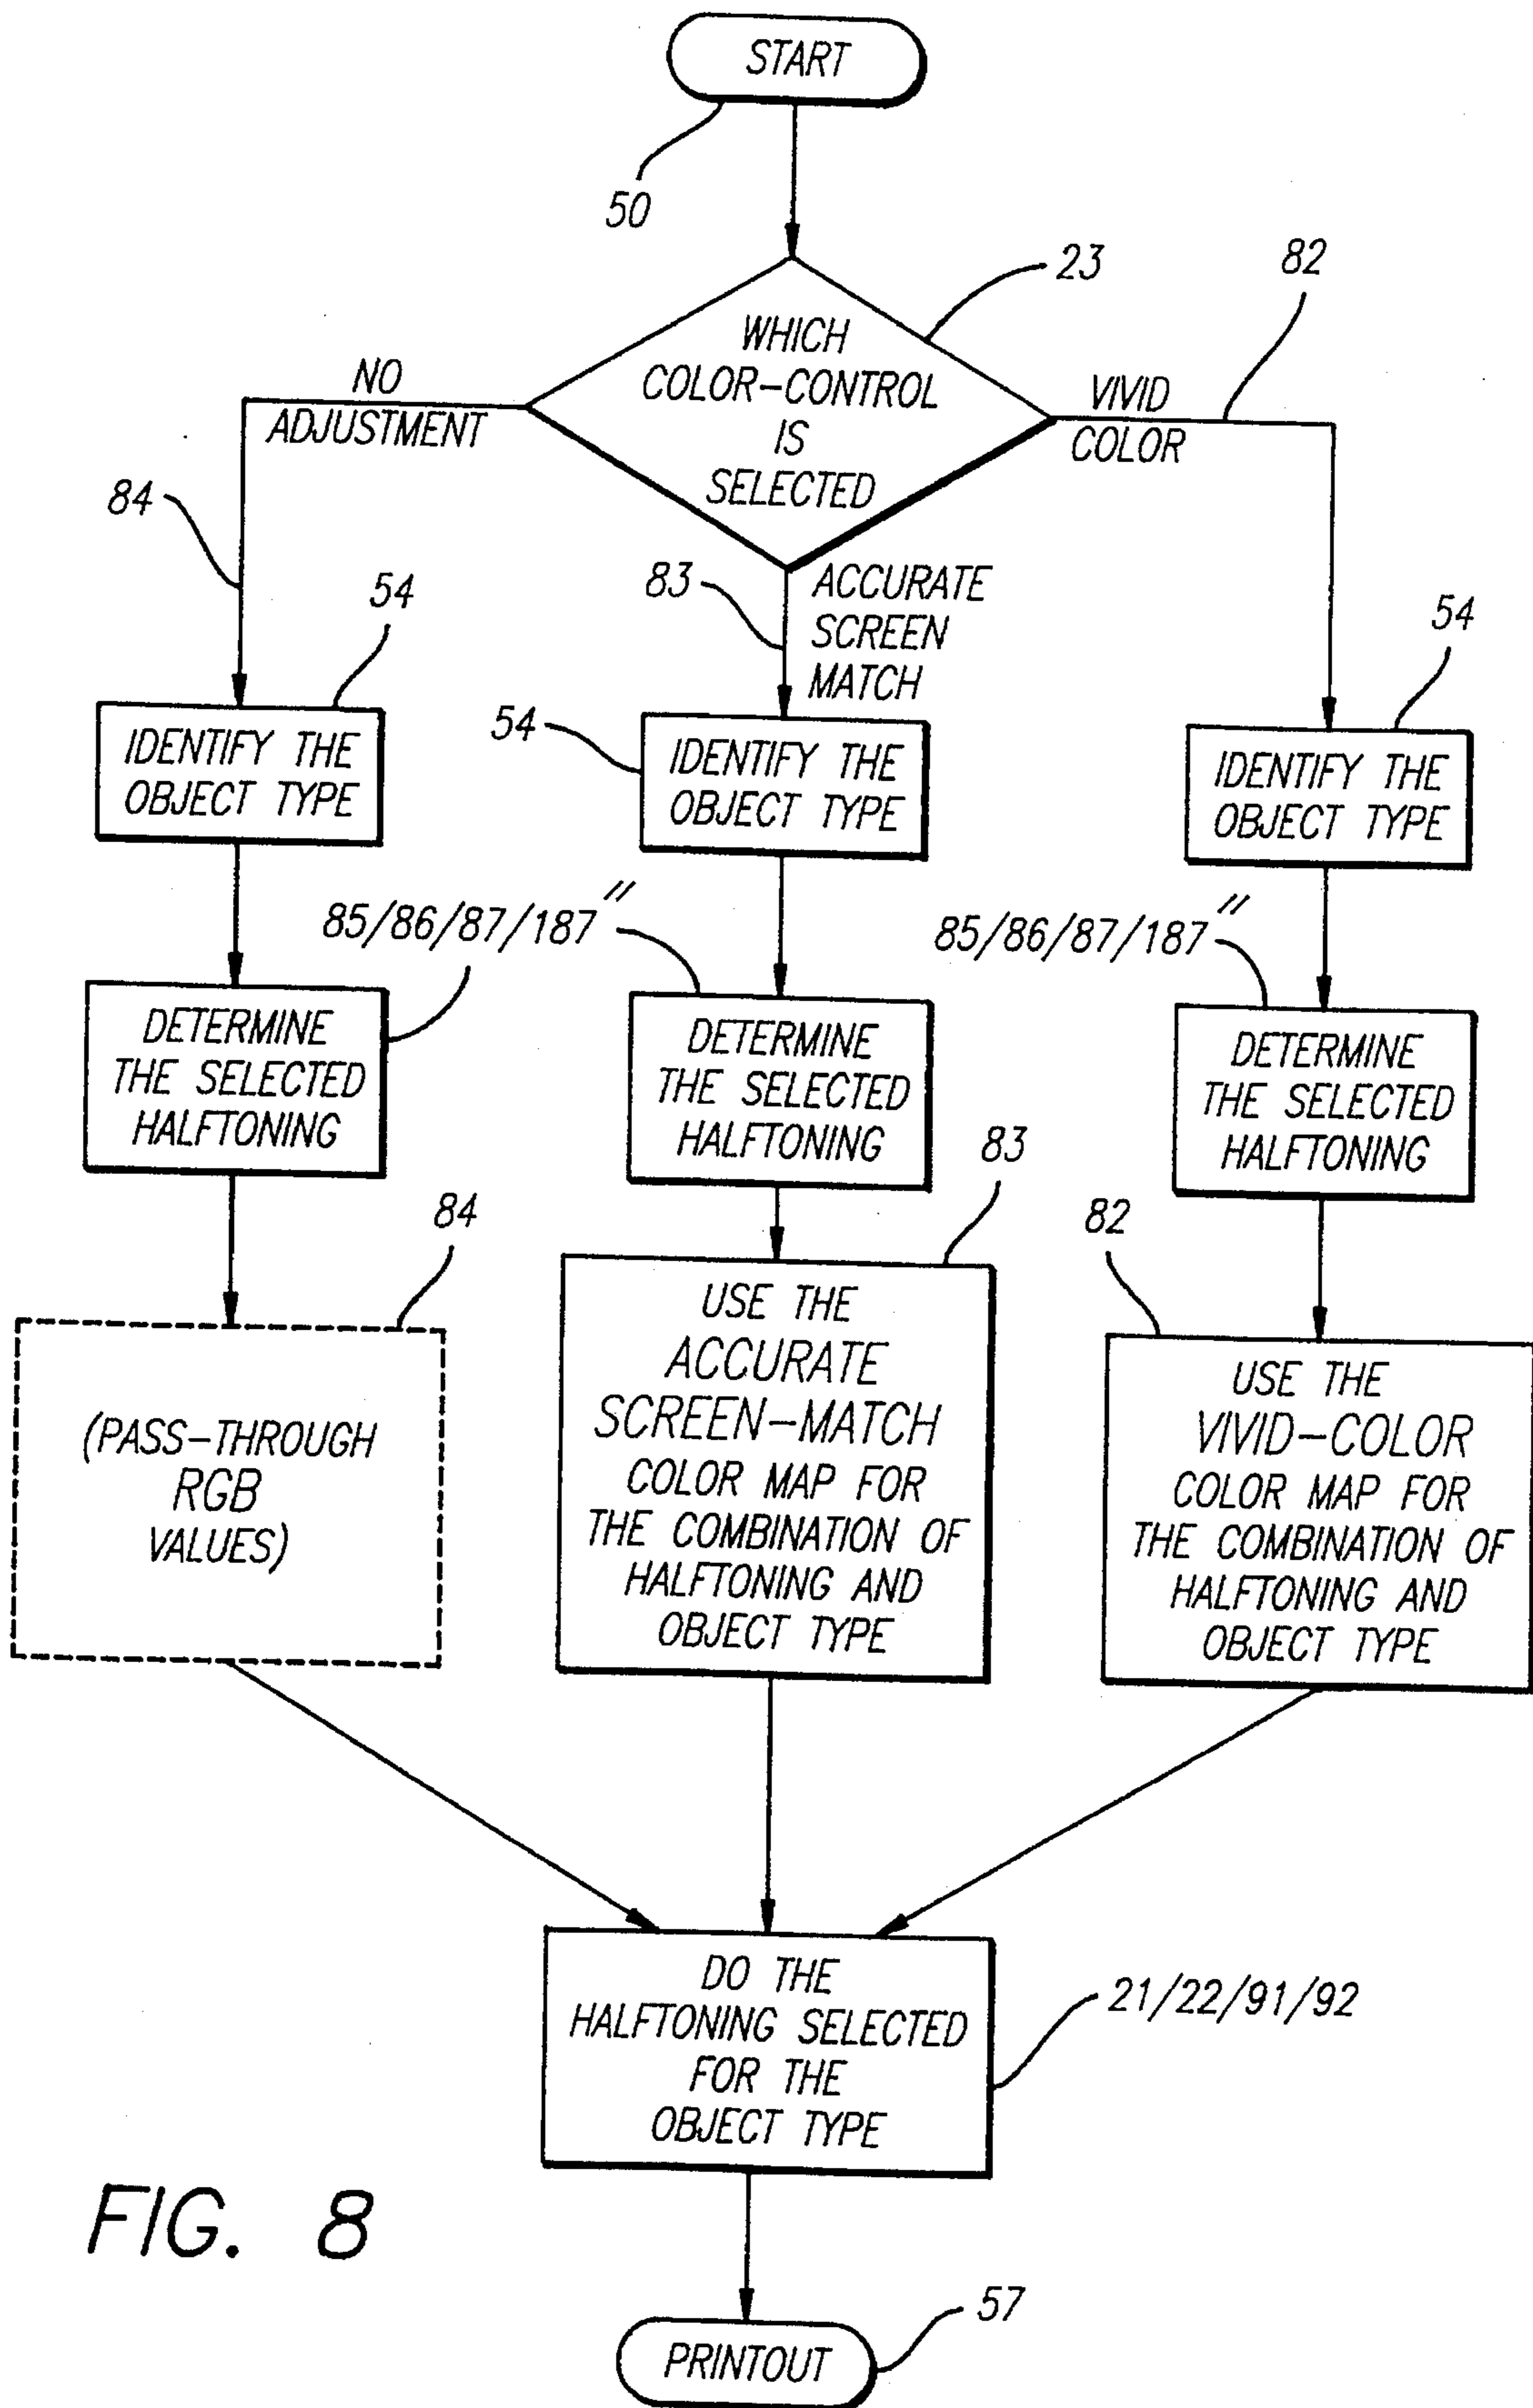 START
50
23
82
WHICH
COLOR-CONTROL
IS
SELECTED
NO
ADJUSTMENT
VIVID
COLOR
84
83
ACCURATE
SCREEN
MATCH
54
54
54
IDENTIFY THE
OBJECT TYPE
IDENTIFY THE
OBJECT TYPE
IDENTIFY THE
OBJECT TYPE
85/86/87/187"
85/86/87/187"
DETERMINE
THE SELECTED
HALFTONING
DETERMINE
THE SELECTED
HALFTONING
DETERMINE
THE SELECTED
HALFTONING
84
83
82
(PASS-THROUGH
RGB
VALUES)
USE THE
ACCURATE
SCREEN-MATCH
COLOR MAP FOR
THE COMBINATION OF
HALFTONING AND
OBJECT TYPE
USE THE
VIVID-COLOR
COLOR MAP FOR
THE COMBINATION OF
HALFTONING AND
OBJECT TYPE
DO THE
HALFTONING SELECTED
FOR THE
OBJECT TYPE
21/22/91/92
FIG. 8
PRINTOUT
57